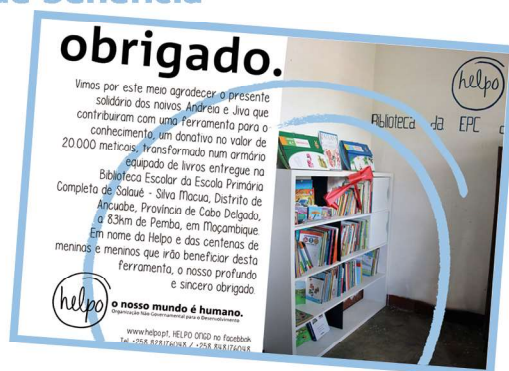 obrigado.
Vimos por este meio agradecer o presente
solidário dos noivos Andreia e Jiva que
contribuiram com uma ferramenta para o
conhecimento, um donativo no valor de
20.000 meticais, transformado num armário
equipado de livros entregue na
Biblioteca Escolar da Escola Primária
Completa de Salaué - Silva Macua, Distrito de
Ancuabe, Província de Cabo Delgado,
a 83km de Pemba, em Moçambique.
Em nome da Helpo e das centenas de
meninas e meninos que irão beneficiar desta
ferramenta, o nosso profundo
e sincero obrigado.
helpo
o nosso mundo é humano.
Organização Não Governamental para o Desenvolvimento
www.helpo.pt, HELPO ONGD no facebbok
helpo
Biblioteca da EPC